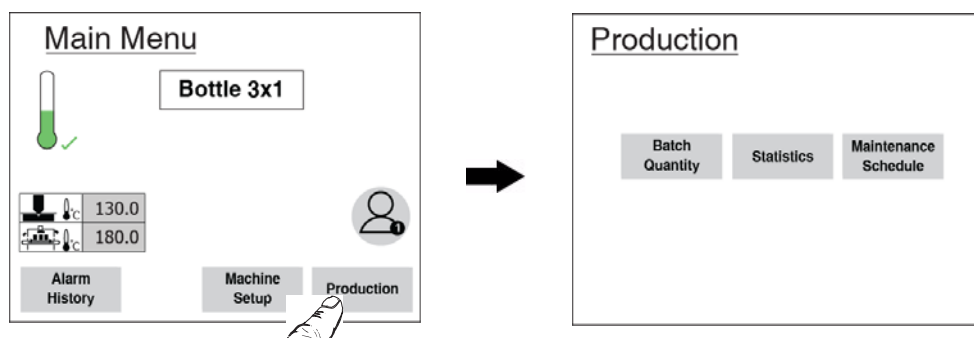 Main Menu
Bottle 3x1
°C 130.0
°C 180.0
1
Alarm
History
Machine
Setup
Production
Production
Batch
Quantity
Statistics
Maintenance
Schedule